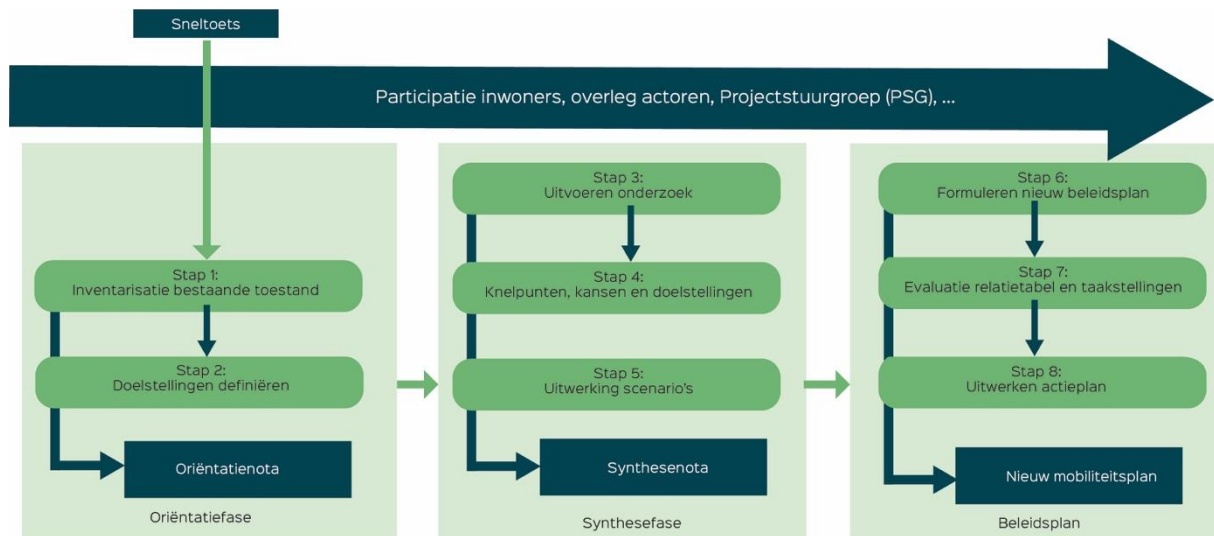 Sneltoets
Participatie inwoners, overleg actoren, Projectstuurgroep (PSG), ...
Stap 1:
Inventarisatie bestaande toestand
Stap 2:
Doelstellingen definiëren
Oriëntatienota
Oriëntatiefase
Stap 3:
Uitvoeren onderzoek
Stap 4:
Knelpunten, kansen en doelstellingen
Stap 5:
Uitwerking scenario's
Synthesenota
Synthesefase
Stap 6:
Formuleren nieuw beleidsplan
Stap 7:
Evaluatie relatietabel en taakstellingen
Stap 8:
Uitwerken actieplan
Nieuw mobiliteitsplan
Beleidsplan